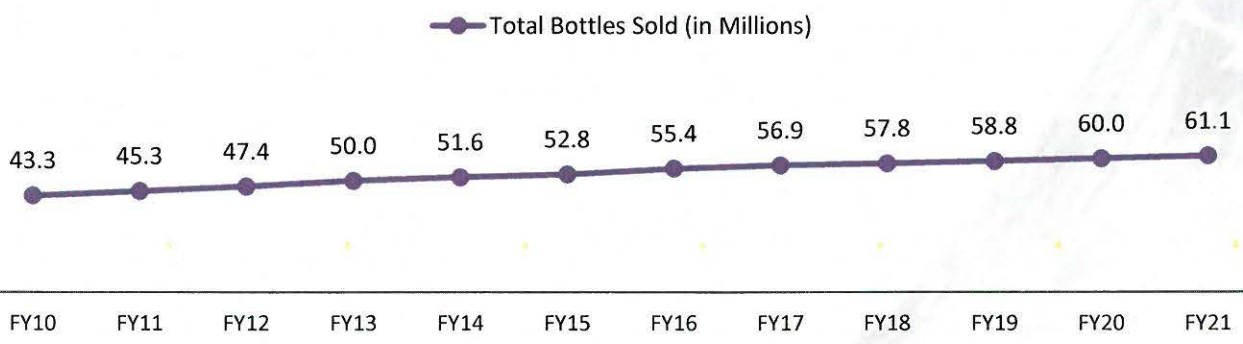 Total Bottles Sold (in Millions)
43.3 45.3 47.4 50.0 51.6 52.8 55.4 56.9 57.8 58.8 60.0 61.1
FY10 FY11 FY12 FY13 FY14 FY15 FY16 FY17 FY18 FY19 FY20 FY21